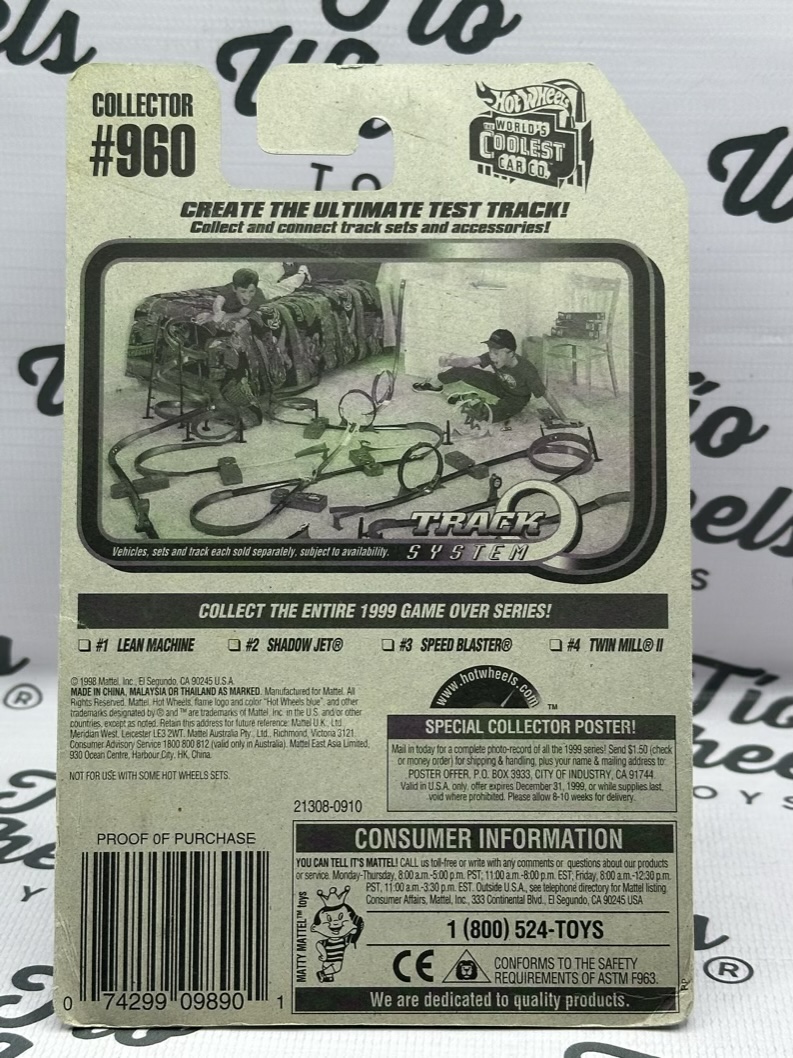 COLLECTOR
#960
HOT WHEELS
THE WORLD'S
COOLEST
CAR CO.
CREATE THE ULTIMATE TEST TRACK!
Collect and connect track sets and accessories!
TRACK
SYSTEM
Vehicles, sets and track each sold separately, subject to availability.
COLLECT THE ENTIRE 1999 GAME OVER SERIES!
#1 LEAN MACHINE
#2 SHADOW JET®
#3 SPEED BLASTER®
#4 TWIN MILL® II
© 1998 Mattel, Inc., El Segundo, CA 90245 U.S.A.
MADE IN CHINA, MALAYSIA OR THAILAND AS MARKED. Manufactured for Mattel. All
Rights Reserved. Mattel, Hot Wheels, flame logo and color "Hot Wheels blue", and other
trademarks designated by ® and ™ are trademarks of Mattel, Inc. in the U.S. and/or other
countries, except as noted. Retain this address for future reference: Mattel U.K., Ltd.,
Meridian West, Leicester LE3 2WT. Mattel Australia Pty., Ltd., Richmond, Victoria 3121.
Consumer Advisory Service 1800 800 812 (valid only in Australia). Mattel East Asia Limited,
930 Ocean Centre, Harbour City, HK, China.
NOT FOR USE WITH SOME HOT WHEELS SETS.
21308-0910
www.hotwheels.com
™
SPECIAL COLLECTOR POSTER!
Mail in today for a complete photo-record of all the 1999 series! Send $1.50 (check
or money order) for shipping & handling, plus your name & mailing address to:
POSTER OFFER, P.O. BOX 3933, CITY OF INDUSTRY, CA 91744
Valid in U.S.A. only, offer expires December 31, 1999, or while supplies last,
void where prohibited. Please allow 8-10 weeks for delivery.
PROOF OF PURCHASE
0 74299 09890 1
CONSUMER INFORMATION
YOU CAN TELL IT'S MATTEL! CALL us toll-free or write with any comments or questions about our products
or service. Monday-Thursday, 8:00 a.m.-5:00 p.m. PST; 11:00 a.m.-8:00 p.m. EST; Friday, 8:00 a.m.-12:30 p.m.
PST, 11:00 a.m.-3:30 p.m. EST. Outside U.S.A., see telephone directory for Mattel listing.
Consumer Affairs, Mattel, Inc., 333 Continental Blvd., El Segundo, CA 90245 USA
MATTY MATTEL™ toys
1 (800) 524-TOYS
CE
CONFORMS TO THE SAFETY
REQUIREMENTS OF ASTM F963.
We are dedicated to quality products.